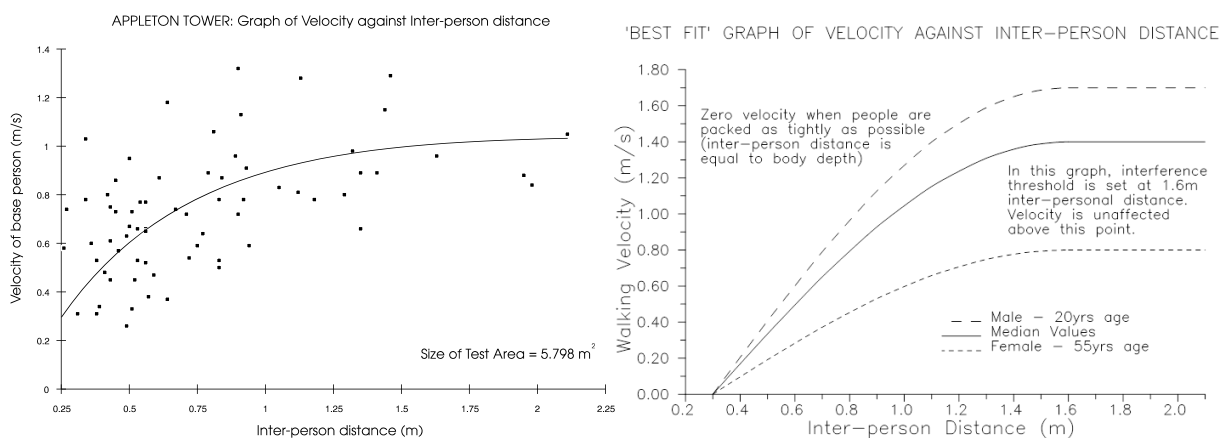 APPLETON TOWER: Graph of Velocity against Inter-person distance
1.4
1.2
1
0.8
0.6
0.4
0.2
0
Velocity of base person (m/s)
Size of Test Area = 5.798 m²
0.25
0.5
0.75
1
1.25
1.5
1.75
2
2.25
Inter-person distance (m)
'BEST FIT' GRAPH OF VELOCITY AGAINST INTER-PERSON DISTANCE
1.80
1.60
1.40
1.20
1.00
0.80
0.60
0.40
0.20
0.00
Walking Velocity (m/s)
Zero velocity when people are
packed as tightly as possible
(inter-person distance is
equal to body depth)
In this graph, interference
threshold is set at 1.6m
inter-personal distance.
Velocity is unaffected
above this point.
Male - 20yrs age
Median Values
Female - 55yrs age
0.2
0.4
0.6
0.8
1.0
1.2
1.4
1.6
1.8
2.0
Inter-Person Distance (m)